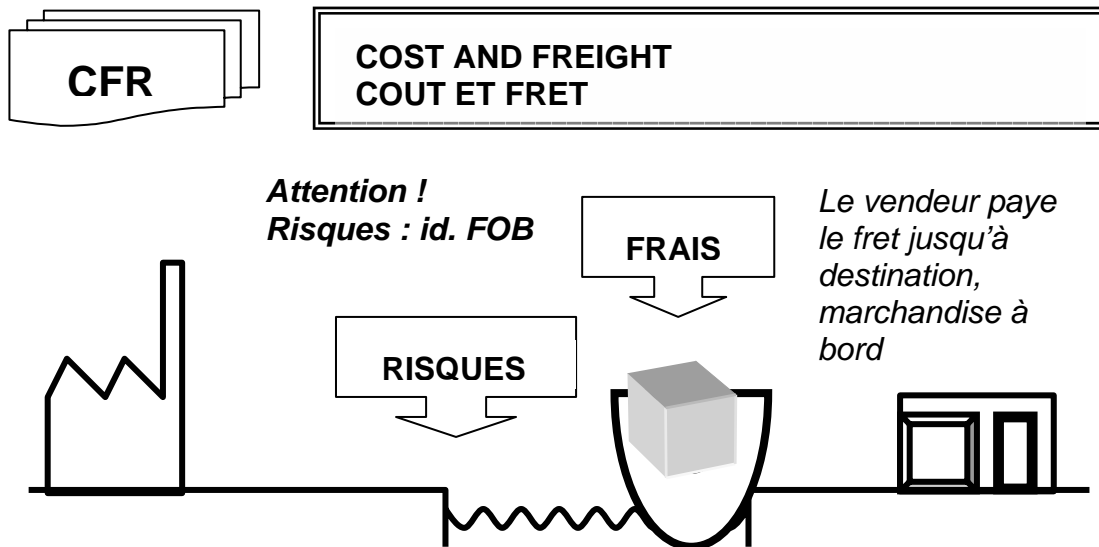 CFR
COST AND FREIGHT
COUT ET FRET
Attention !
Risques : id. FOB
FRAIS
Le vendeur paye
le fret jusqu’à
destination,
marchandise à
bord
RISQUES